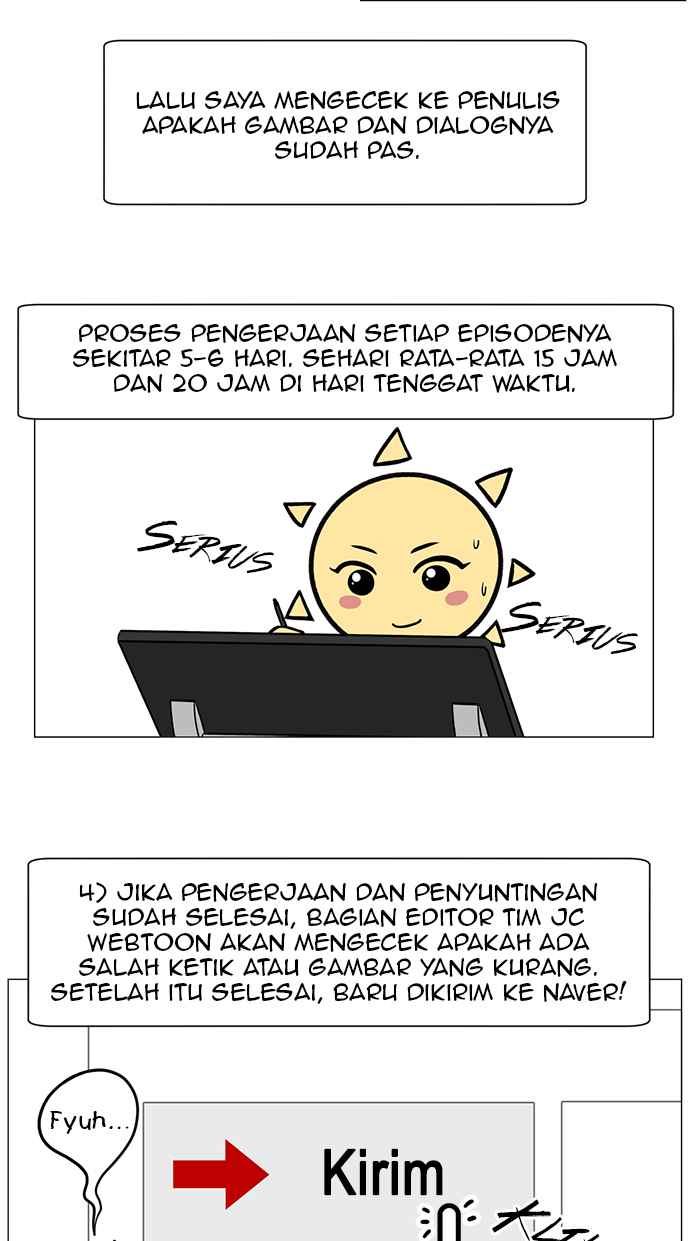 LALU SAYA MENGECEK KE PENULIS
APAKAH GAMBAR DAN DIALOGNYA
SUDAH PAS.
PROSES PENGERJAAN SETIAP EPISODENYA
SEKITAR 5-6 HARI. SEHARI RATA-RATA 15 JAM
DAN 20 JAM DI HARI TENGGAT WAKTU.
SERIUS
SERIUS
4) JIKA PENGERJAAN DAN PENYUNTINGAN
SUDAH SELESAI, BAGIAN EDITOR TIM JC
WEBTOON AKAN MENGECEK APAKAH ADA
SALAH KETIK ATAU GAMBAR YANG KURANG.
SETELAH ITU SELESAI, BARU DIKIRIM KE NAVER!
Fyuh...
Kirim